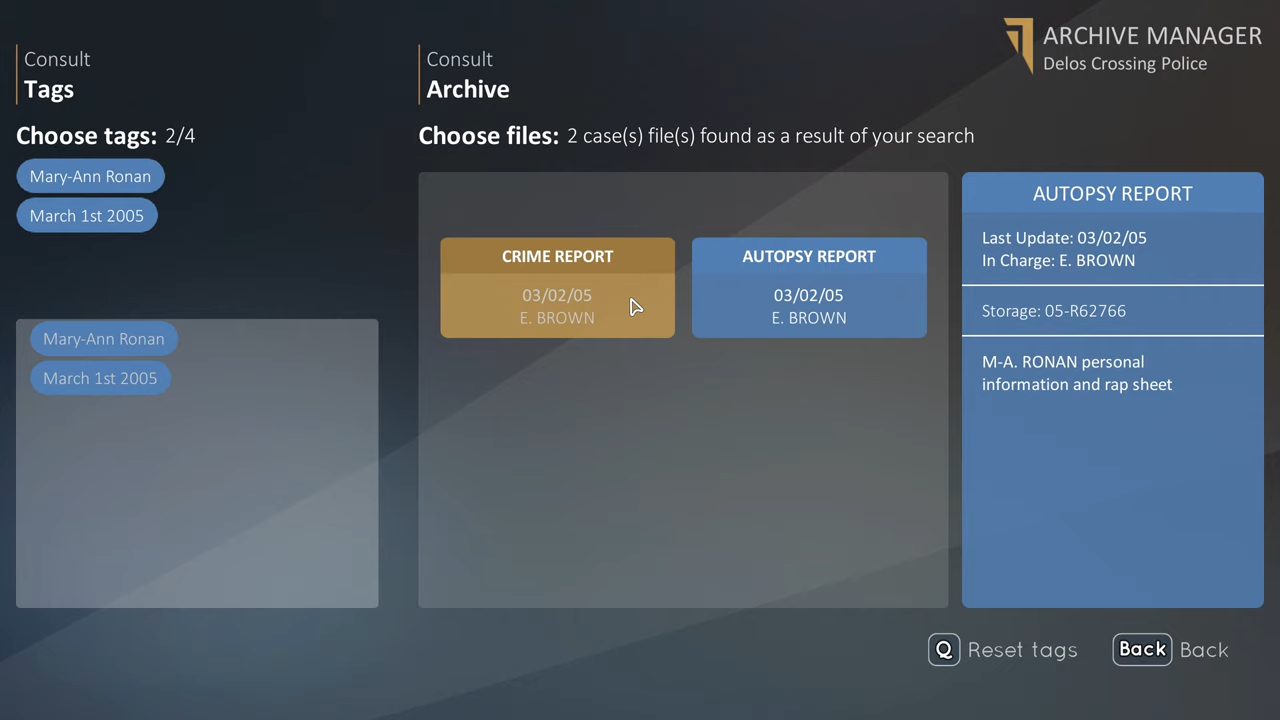 Consult
Tags
Choose tags: 2/4
Mary-Ann Ronan
March 1st 2005
Mary-Ann Ronan
March 1st 2005
Consult
Archive
Choose files: 2 case(s) file(s) found as a result of your search
CRIME REPORT
03/02/05
E. BROWN
AUTOPSY REPORT
03/02/05
E. BROWN
ARCHIVE MANAGER
Delos Crossing Police
AUTOPSY REPORT
Last Update: 03/02/05
In Charge: E. BROWN
Storage: 05-R62766
M-A. RONAN personal
information and rap sheet
Q Reset tags
Back Back